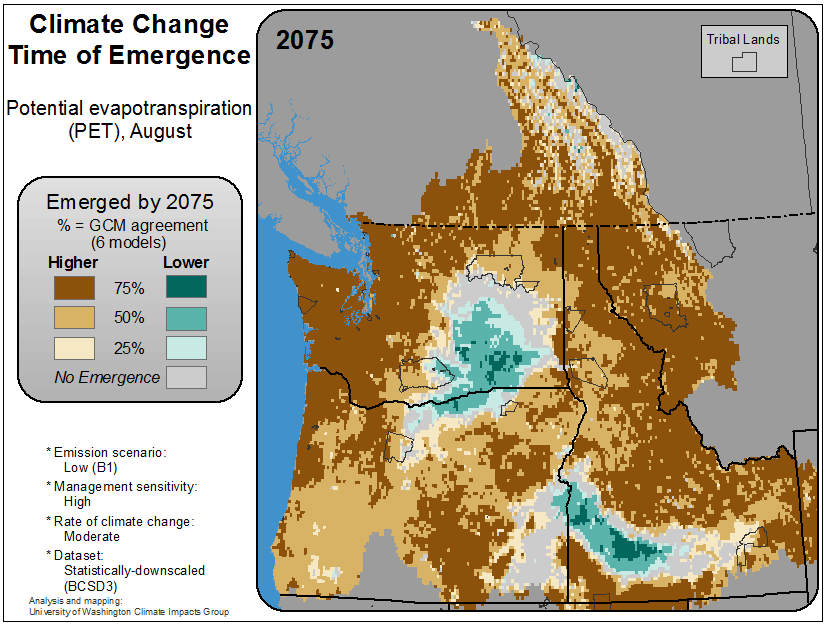 Climate Change
Time of Emergence
Potential evapotranspiration
(PET), August
Emerged by 2075
% = GCM agreement
(6 models)
Higher Lower
75%
50%
25%
No Emergence
* Emission scenario:
Low (B1)
* Management sensitivity:
High
* Rate of climate change:
Moderate
* Dataset:
Statistically-downscaled
(BCSD3)
Analysis and mapping:
University of Washington Climate Impacts Group
2075
Tribal Lands